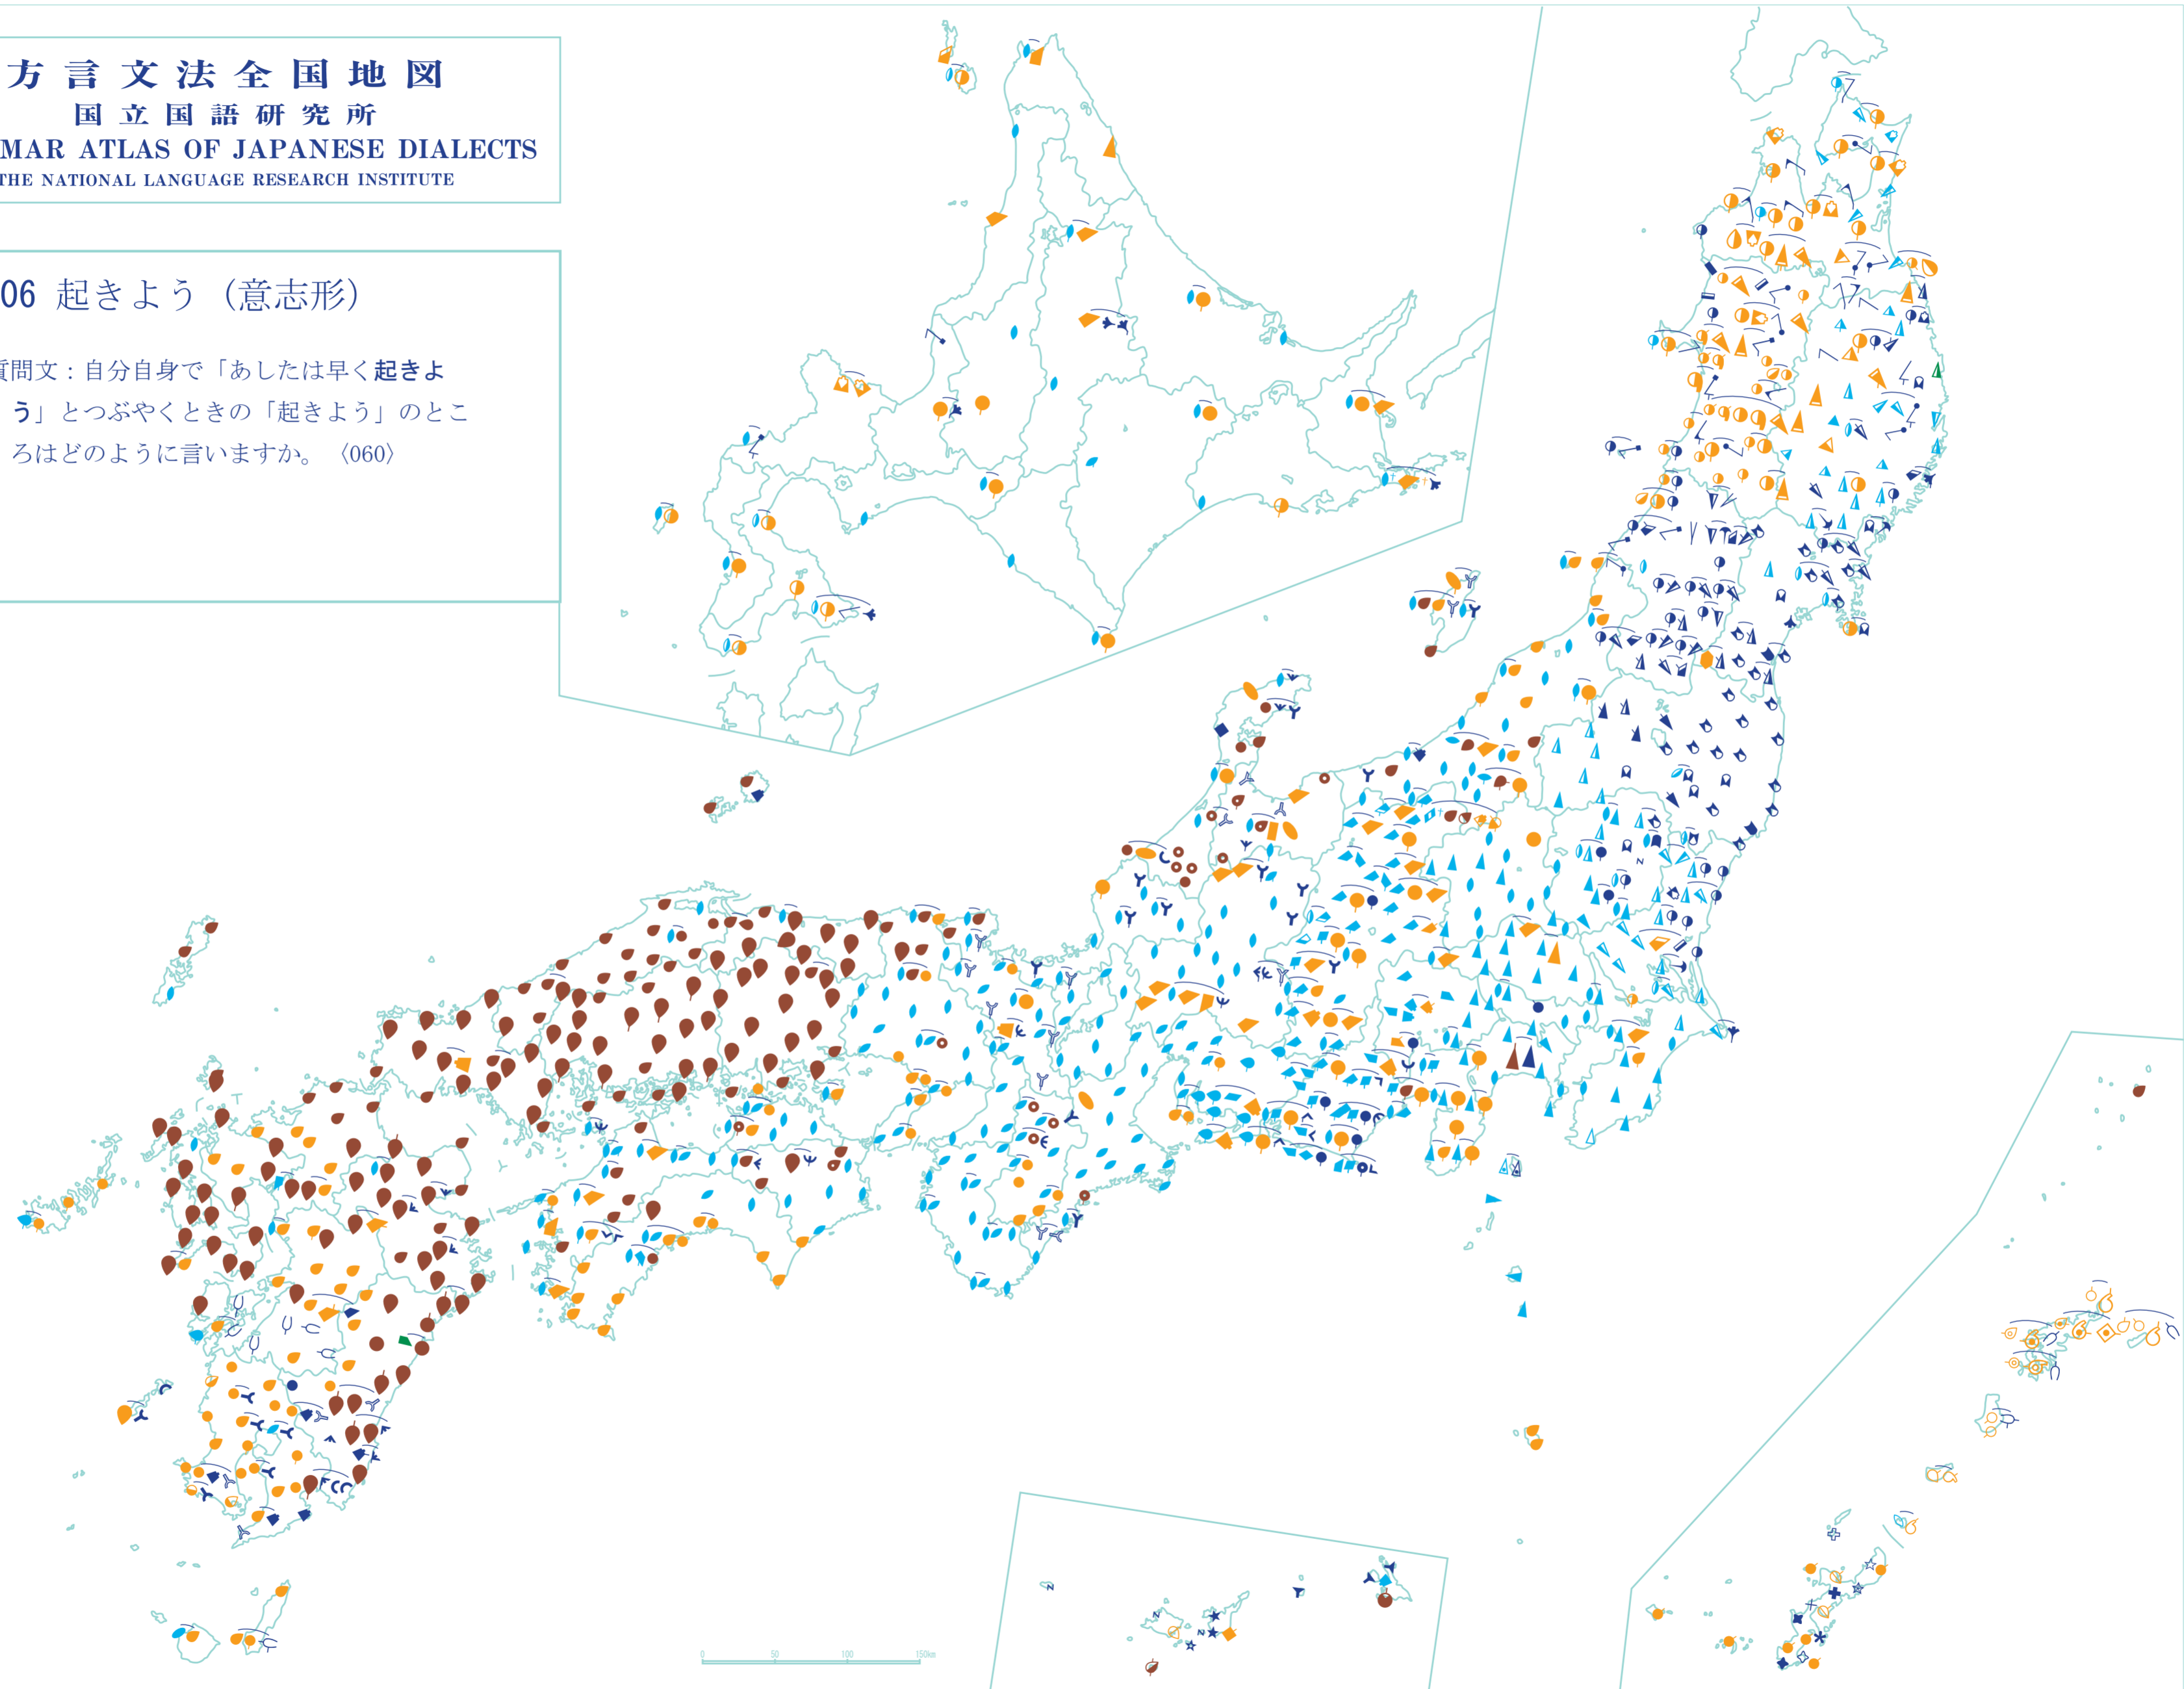 方言文法全国地図
国立国語研究所
MAR ATLAS OF JAPANESE DIALECTS
THE NATIONAL LANGUAGE RESEARCH INSTITUTE
06 起きよう（意志形）
質問文：自分自身で「あしたは早く起きよ
う」とつぶやくときの「起きよう」のとこ
ろはどのように言いますか。〈060〉
0 50 100 150km